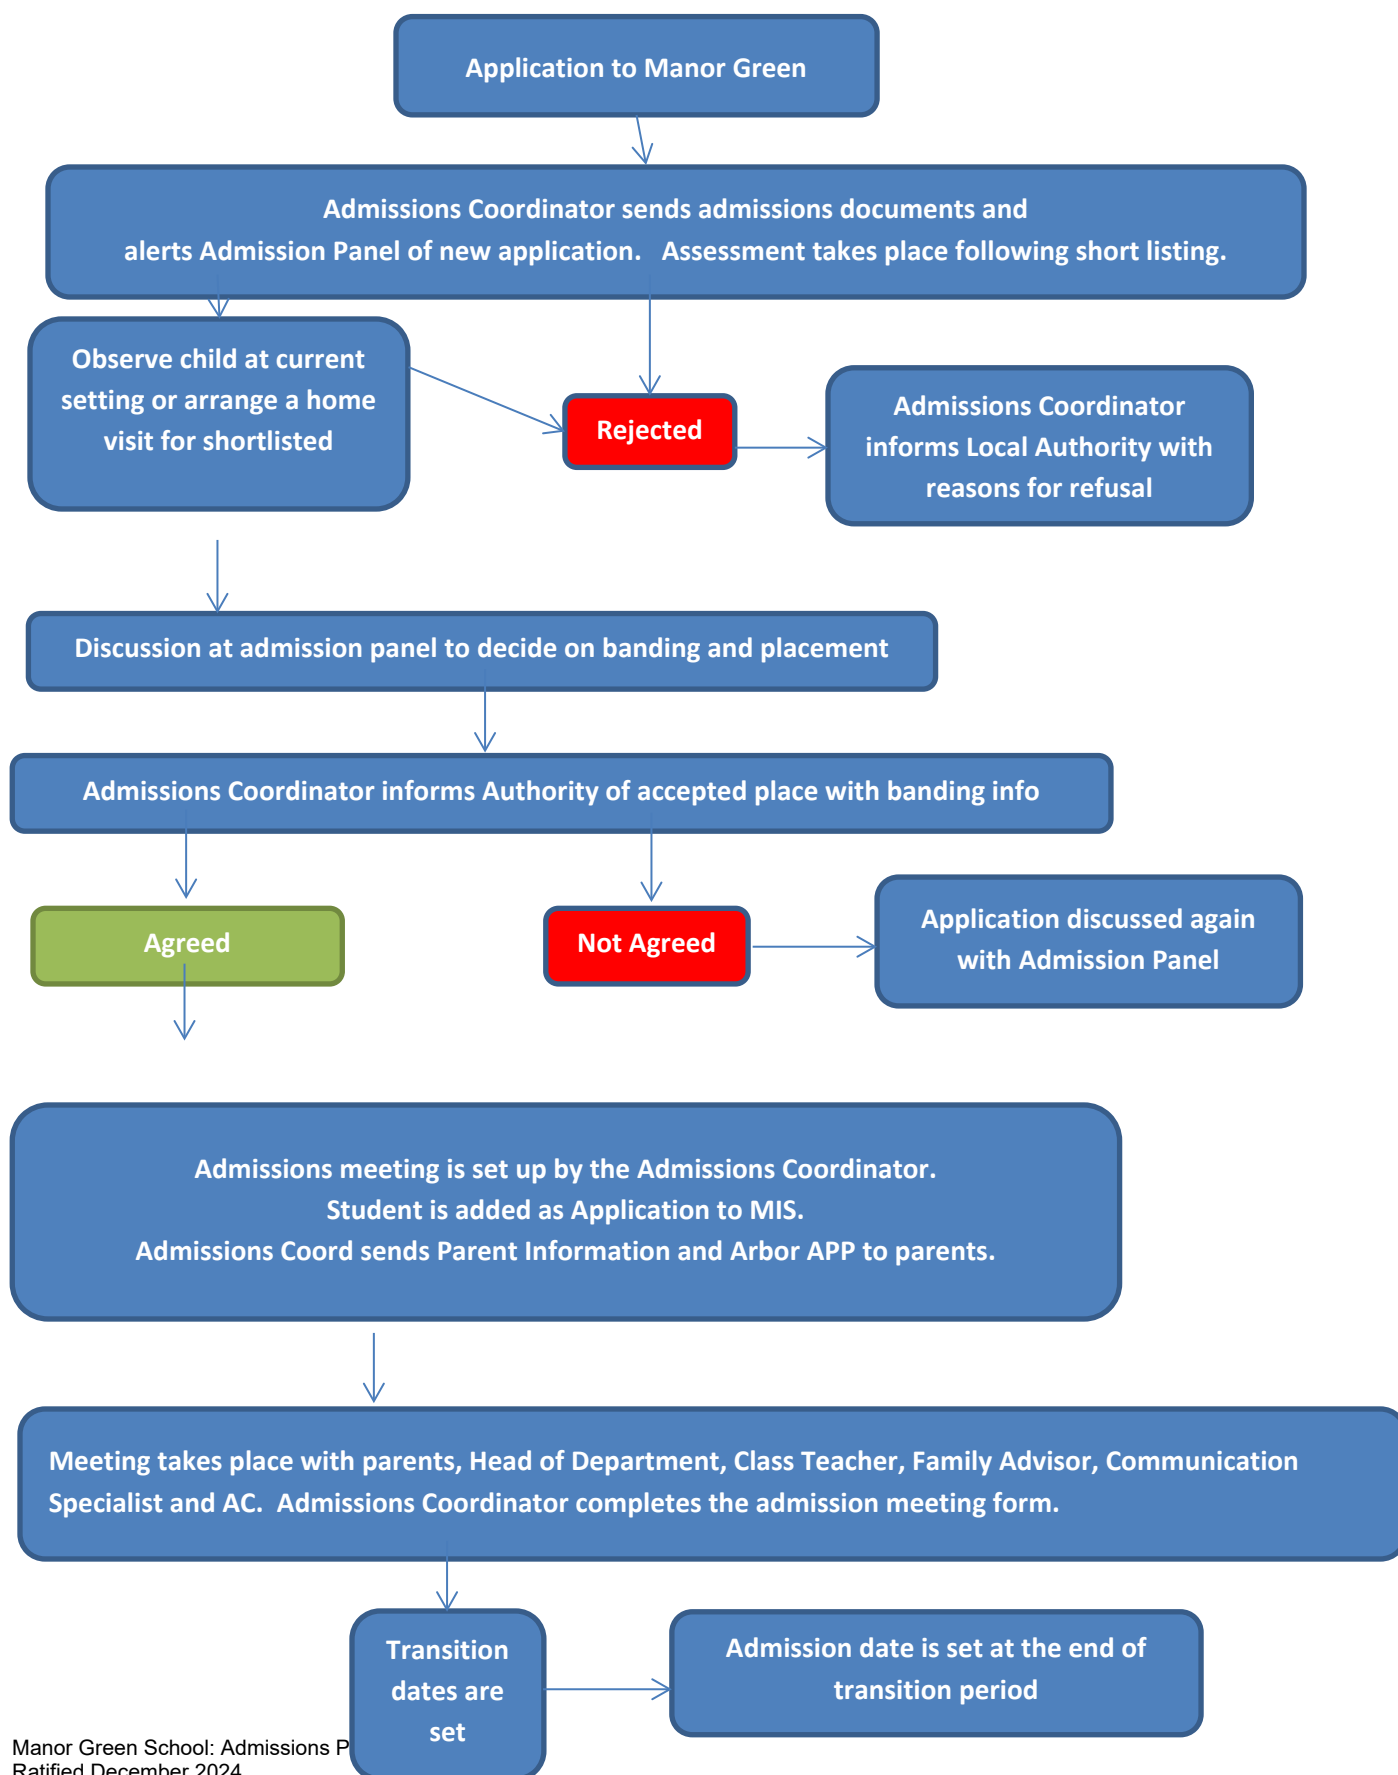 Application to Manor Green
Admissions Coordinator sends admissions documents and
alerts Admission Panel of new application.   Assessment takes place following short listing.
Observe child at current
setting or arrange a home
visit for shortlisted
Rejected
Admissions Coordinator
informs Local Authority with
reasons for refusal
Discussion at admission panel to decide on banding and placement
Admissions Coordinator informs Authority of accepted place with banding info
Agreed
Not Agreed
Application discussed again
with Admission Panel
Admissions meeting is set up by the Admissions Coordinator.
Student is added as Application to MIS.
Admissions Coord sends Parent Information and Arbor APP to parents.
Meeting takes place with parents, Head of Department, Class Teacher, Family Advisor, Communication
Specialist and AC.  Admissions Coordinator completes the admission meeting form.
Transition
dates are
set
Admission date is set at the end of
transition period
Manor Green School: Admissions P
Ratified December 2024